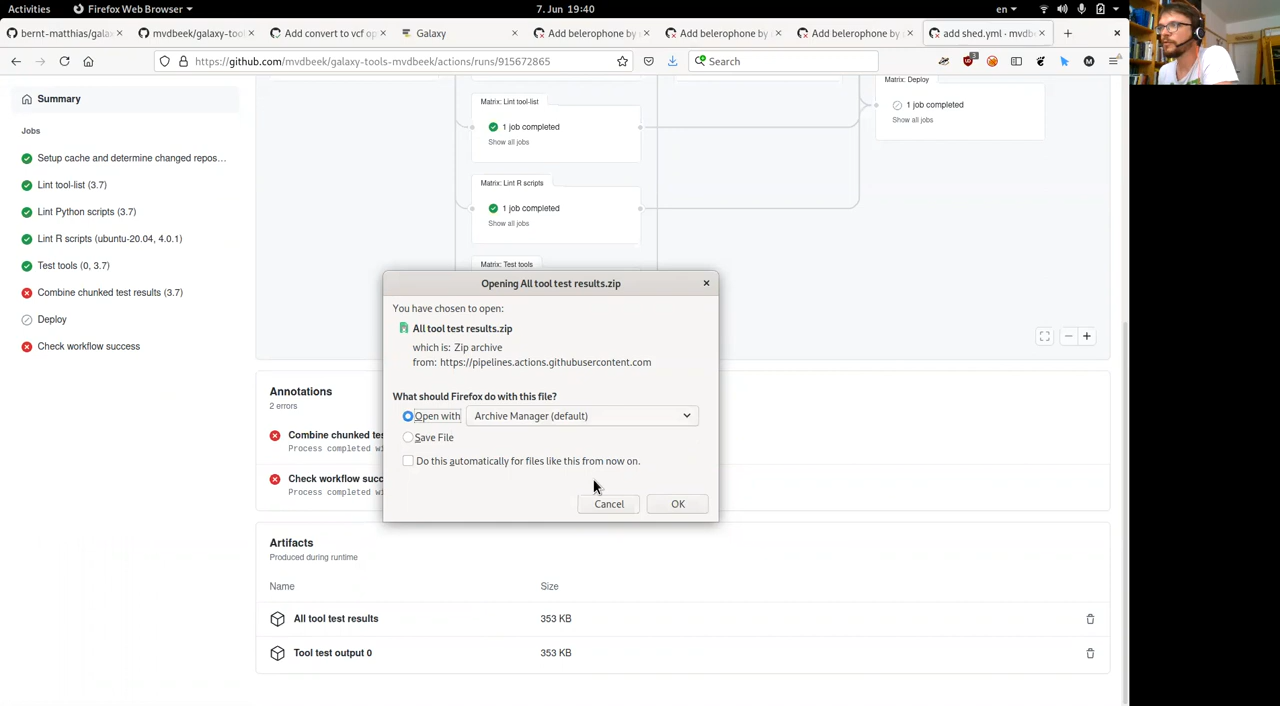 Activities
Firefox Web Browser
7. Jun 19:40
en
bernt-matthias/gala
mvdbeek/galaxy-tool
Add convert to vcf op
Galaxy
Add belerophone by
Add belerophone by
Add belerophone by
add shed.yml · mvdb
https://github.com/mvdbeek/galaxy-tools-mvdbeek/actions/runs/915672865
Search
3
M
Summary
Jobs
Setup cache and determine changed repos...
Lint tool-list (3.7)
Lint Python scripts (3.7)
Lint R scripts (ubuntu-20.04, 4.0.1)
Test tools (0, 3.7)
Combine chunked test results (3.7)
Deploy
Check workflow success
Matrix: Lint tool-list
1 job completed
Show all jobs
Matrix: Lint R scripts
1 job completed
Show all jobs
Matrix: Test tools
Matrix: Deploy
1 job completed
Show all jobs
Opening All tool test results.zip
You have chosen to open:
All tool test results.zip
which is: Zip archive
from: https://pipelines.actions.githubusercontent.com
What should Firefox do with this file?
Open with
Archive Manager (default)
Save File
Do this automatically for files like this from now on.
Cancel
OK
Annotations
2 errors
Combine chunked te
Process completed wi
Check workflow succ
Process completed wi
Artifacts
Produced during runtime
Name
Size
All tool test results
353 KB
Tool test output 0
353 KB